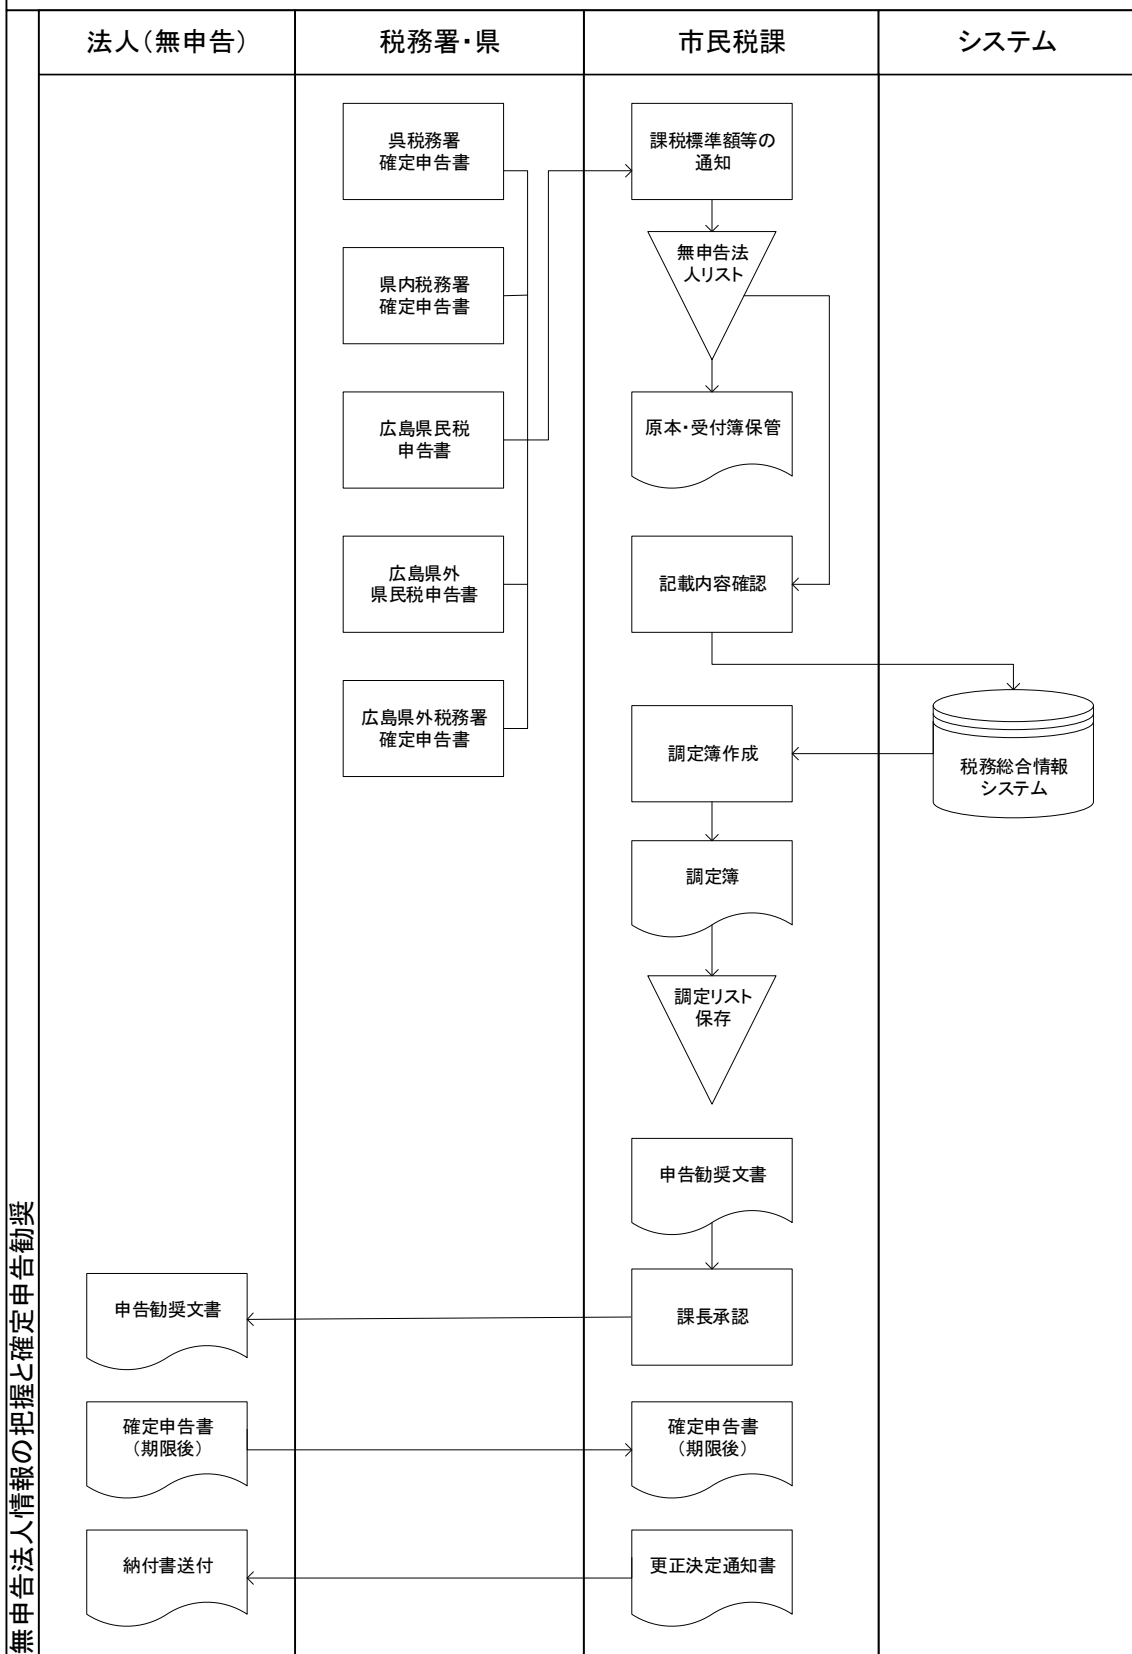 法人（無申告）
税務署・県
市民税課
システム
呉税務署
確定申告書
課税標準額等の
通知
無申告法
人リスト
県内税務署
確定申告書
広島県民税
申告書
原本・受付簿保管
広島県外
県民税申告書
記載内容確認
広島県外税務署
確定申告書
調定簿作成
税務総合情報
システム
調定簿
調定リスト
保存
申告勧奨文書
申告勧奨文書
課長承認
確定申告書
（期限後）
確定申告書
（期限後）
納付書送付
更正決定通知書
無申告法人情報の把握と確定申告勧奨